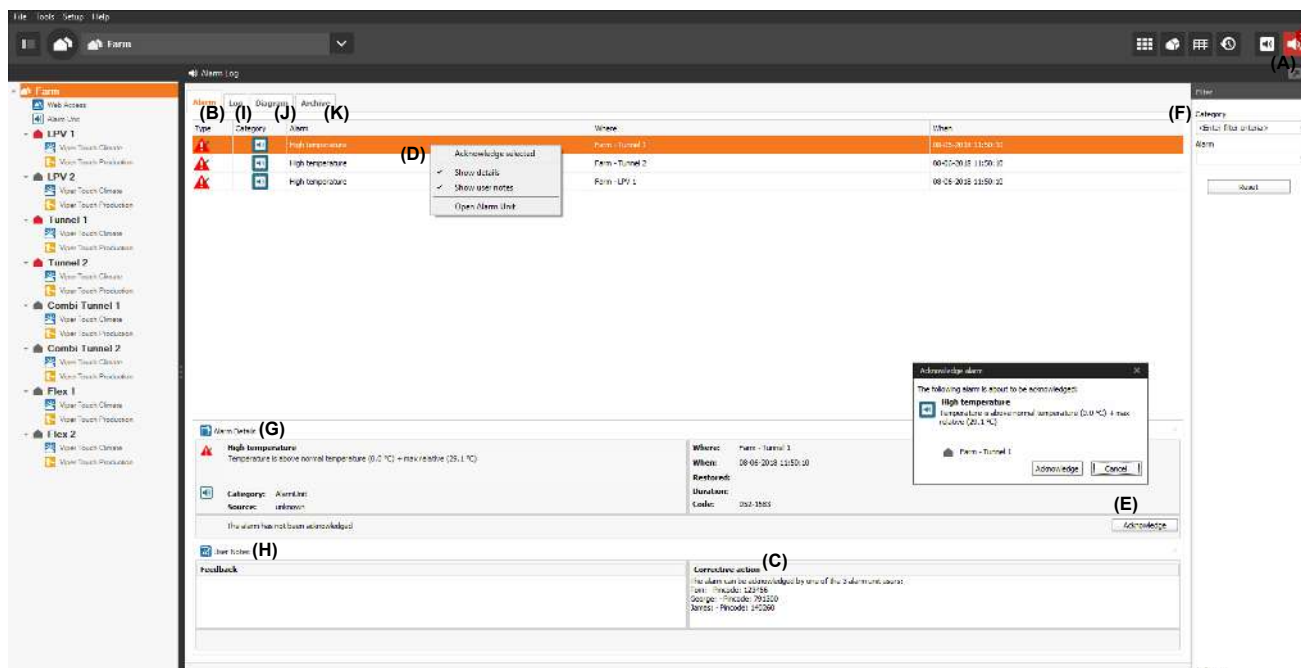 File Tools Setup Help
Farm
(A)
Alarm Log
Farm
Web Access
Alarm Unit
LPV 1
Viper Touch Climate
Viper Touch Production
LPV 2
Viper Touch Climate
Viper Touch Production
Tunnel 1
Viper Touch Climate
Viper Touch Production
Tunnel 2
Viper Touch Climate
Viper Touch Production
Combi Tunnel 1
Viper Touch Climate
Viper Touch Production
Combi Tunnel 2
Viper Touch Climate
Viper Touch Production
Flex 1
Viper Touch Climate
Viper Touch Production
Flex 2
Viper Touch Climate
Viper Touch Production
Alarm Log Diagram Archive
(B) (I) (J) (K)
Type Category Alarm Where When
High temperature Farm - Tunnel 1 08-06-2018 11:50:10
High temperature Farm - Tunnel 2 08-06-2018 11:50:10
High temperature Farm - LPV 1 08-06-2018 11:50:10
(D)
Acknowledge selected
Show details
Show user notes
Open Alarm Unit
(F)
Filter
Category
<Enter filter criteria>
Alarm
Reset
Acknowledge alarm
The following alarm is about to be acknowledged:
High temperature
Temperature is above normal temperature (0.0 °C) + max
relative (29.1 °C)
Farm - Tunnel 1
Acknowledge Cancel
Alarm Details (G)
High temperature
Temperature is above normal temperature (0.0 °C) + max relative (29.1 °C)
Category: AlarmUnit
Source: unknown
Where: Farm - Tunnel 1
When: 08-06-2018 11:50:10
Restored:
Duration:
Code: 052-1583
(E)
The alarm has not been acknowledged
Acknowledge
User Notes (H)
Feedback
Corrective action (C)
The alarm can be acknowledged by one of the 3 alarm unit users:
Tom: - Pincode: 123456
George: - Pincode: 791300
James: - Pincode: 140260